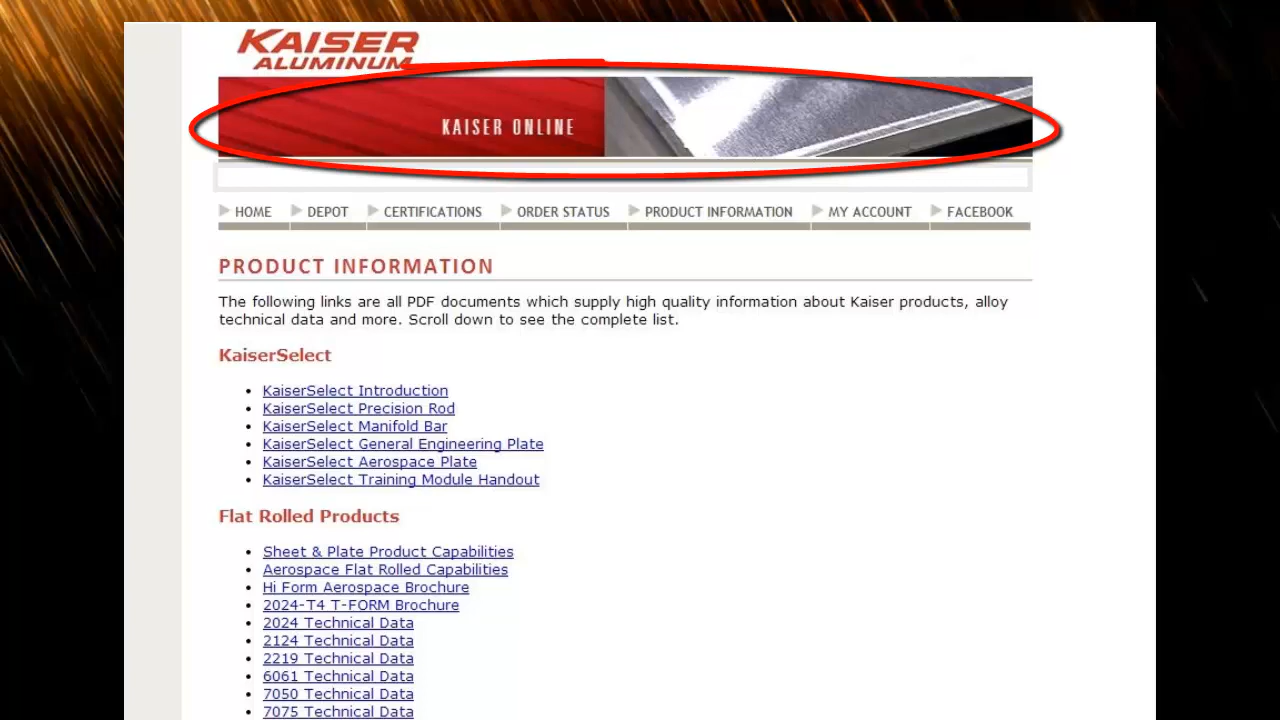 KAISER
ALUMINUM
KAISER ONLINE
HOME DEPOT CERTIFICATIONS ORDER STATUS PRODUCT INFORMATION MY ACCOUNT FACEBOOK
PRODUCT INFORMATION
The following links are all PDF documents which supply high quality information about Kaiser products, alloy
technical data and more. Scroll down to see the complete list.
KaiserSelect
• KaiserSelect Introduction
• KaiserSelect Precision Rod
• KaiserSelect Manifold Bar
• KaiserSelect General Engineering Plate
• KaiserSelect Aerospace Plate
• KaiserSelect Training Module Handout
Flat Rolled Products
• Sheet & Plate Product Capabilities
• Aerospace Flat Rolled Capabilities
• Hi Form Aerospace Brochure
• 2024-T4 T-FORM Brochure
• 2024 Technical Data
• 2124 Technical Data
• 2219 Technical Data
• 6061 Technical Data
• 7050 Technical Data
• 7075 Technical Data